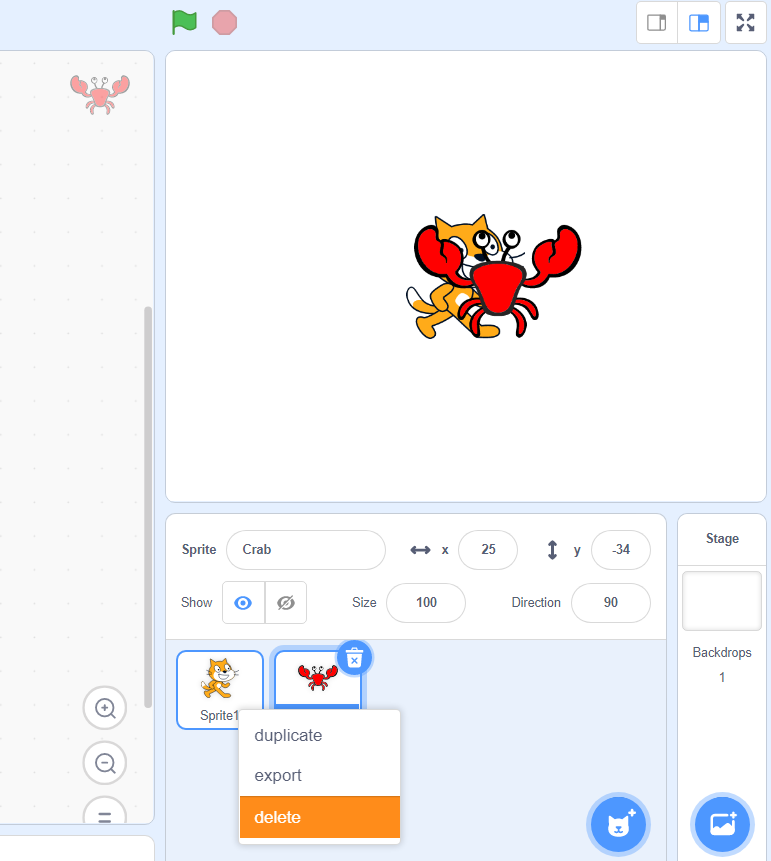 Sprite Crab x 25 y -34
Stage
Show Size 100 Direction 90
Backdrops
1
Sprite1
duplicate
export
delete